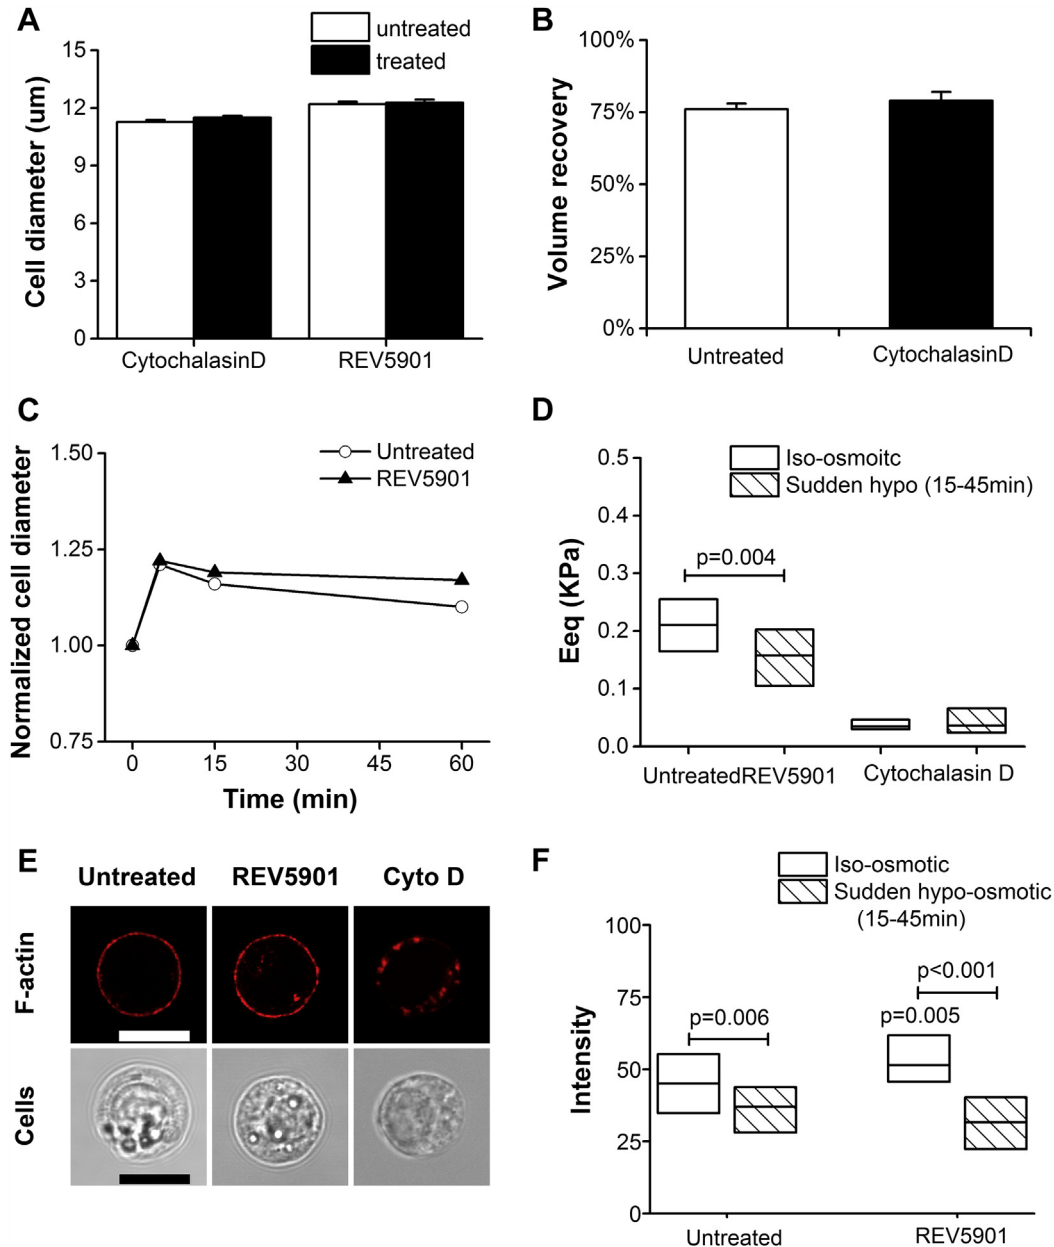 A
untreated
treated
Cell diameter (um)
15
12
9
6
3
0
CytochalasinD
REV5901
B
Volume recovery
100%
75%
50%
25%
0%
Untreated
CytochalasinD
C
Normalized cell diameter
1.50
1.25
1.00
0.75
Untreated
REV5901
0
15
30
45
60
Time (min)
D
Eeq (KPa)
0.5
0.4
0.3
0.2
0.1
0.0
Iso-osmoitc
Sudden hypo (15-45min)
p=0.004
UntreatedREV5901
Cytochalasin D
E
Untreated
REV5901
Cyto D
F-actin
Cells
F
Iso-osmotic
Sudden hypo-osmotic
(15-45min)
Intensity
100
75
50
25
0
p=0.006
p<0.001
p=0.005
Untreated
REV5901